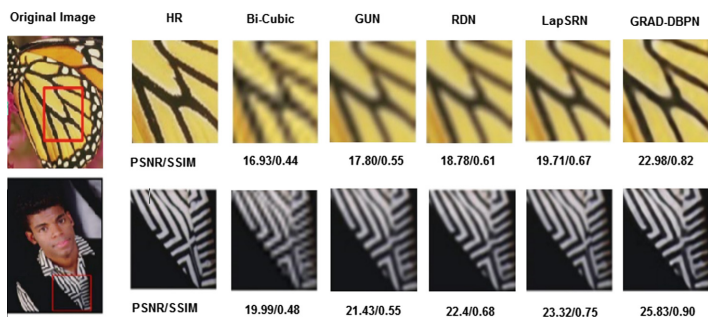 Original Image HR Bi-Cubic GUN RDN LapSRN GRAD-DBPN
PSNR/SSIM 16.93/0.44 17.80/0.55 18.78/0.61 19.71/0.67 22.98/0.82
PSNR/SSIM 19.99/0.48 21.43/0.55 22.4/0.68 23.32/0.75 25.83/0.90